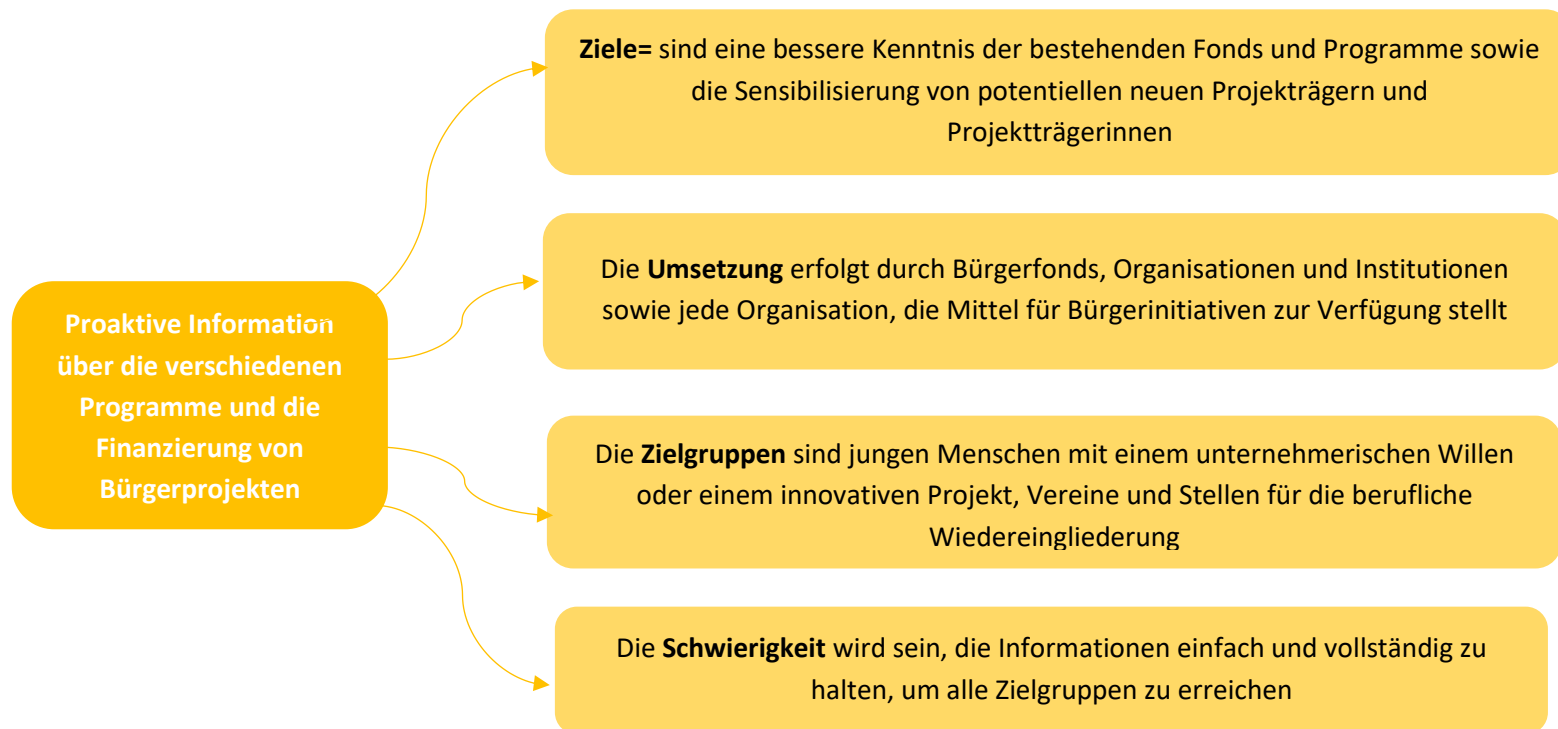 Ziele= sind eine bessere Kenntnis der bestehenden Fonds und Programme sowie
die Sensibilisierung von potentiellen neuen Projekträgern und
Projektträgerinnen
Die Umsetzung erfolgt durch Bürgerfonds, Organisationen und Institutionen
sowie jede Organisation, die Mittel für Bürgerinitiativen zur Verfügung stellt
Proaktive Information
über die verschiedenen
Programme und die
Finanzierung von
Bürgerprojekten
Die Zielgruppen sind jungen Menschen mit einem unternehmerischen Willen
oder einem innovativen Projekt, Vereine und Stellen für die berufliche
Wiedereingliederung
Die Schwierigkeit wird sein, die Informationen einfach und vollständig zu
halten, um alle Zielgruppen zu erreichen